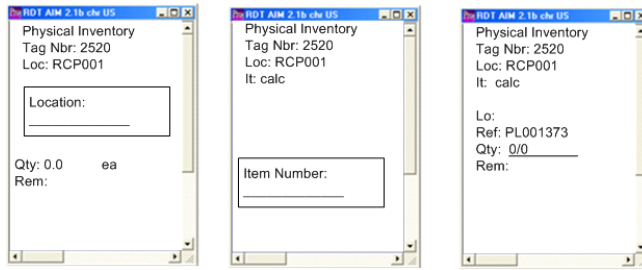 RDT AIM 2.1b chr US
Physical Inventory
Tag Nbr: 2520
Loc: RCP001
Location:
Qty: 0.0 ea
Rem:
RDT AIM 2.1b chr US
Physical Inventory
Tag Nbr: 2520
Loc: RCP001
It: calc
Item Number:
RDT AIM 2.1b chr US
Physical Inventory
Tag Nbr: 2520
Loc: RCP001
It: calc
Lo:
Ref: PL001373
Qty: 0/0
Rem: